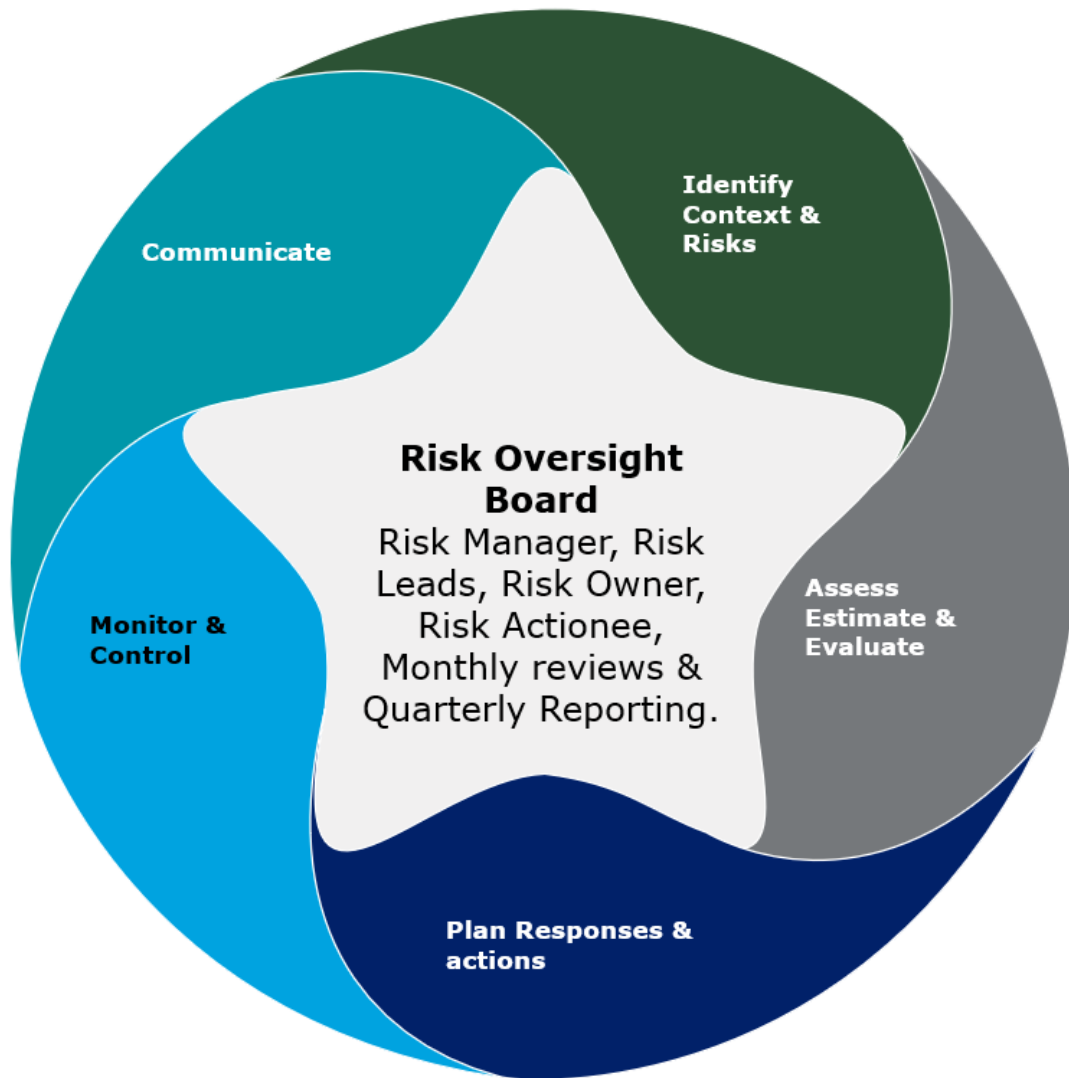 Identify
Context &
Risks
Communicate
Risk Oversight
Board
Risk Manager, Risk
Leads, Risk Owner,
Risk Actionee,
Monthly reviews &
Quarterly Reporting.
Assess
Estimate &
Evaluate
Monitor &
Control
Plan Responses &
actions